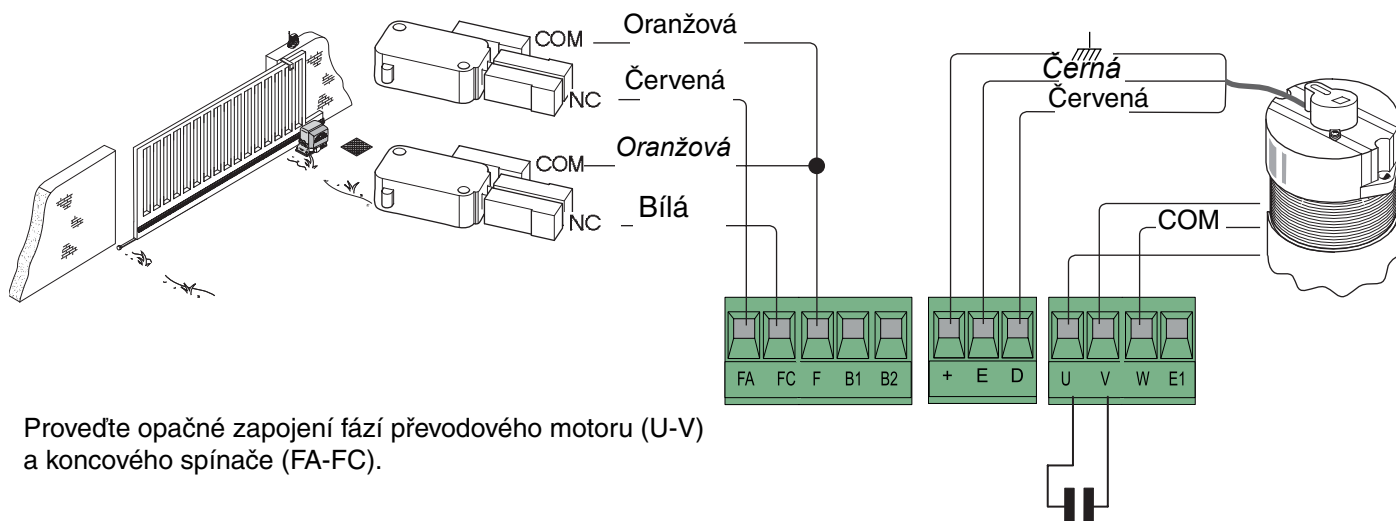 COM Oranžová
NC Červená
COM Oranžová
NC Bílá
Černá
Červená
COM
FA FC F B1 B2
+ E D
U V W E1
Proveďte opačné zapojení fází převodového motoru (U-V)
a koncového spínače (FA-FC).